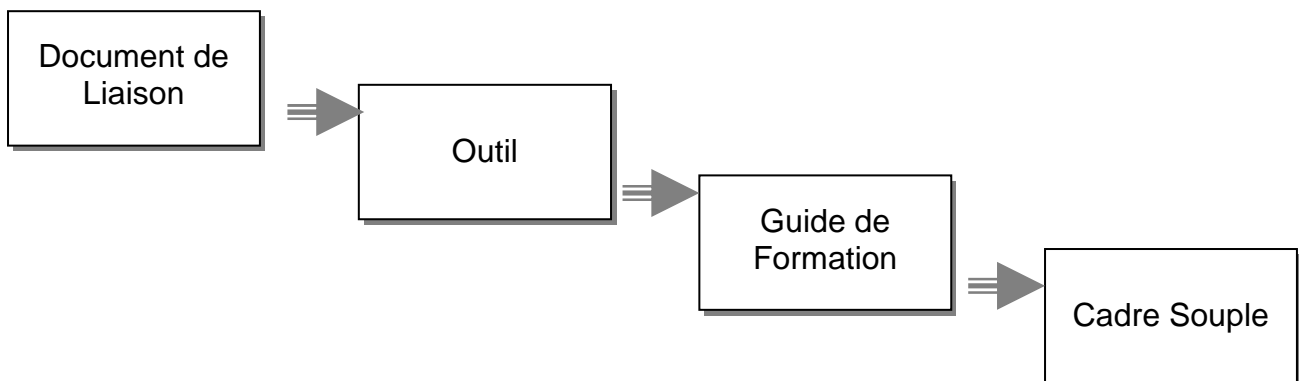 Document de
Liaison
Outil
Guide de
Formation
Cadre Souple